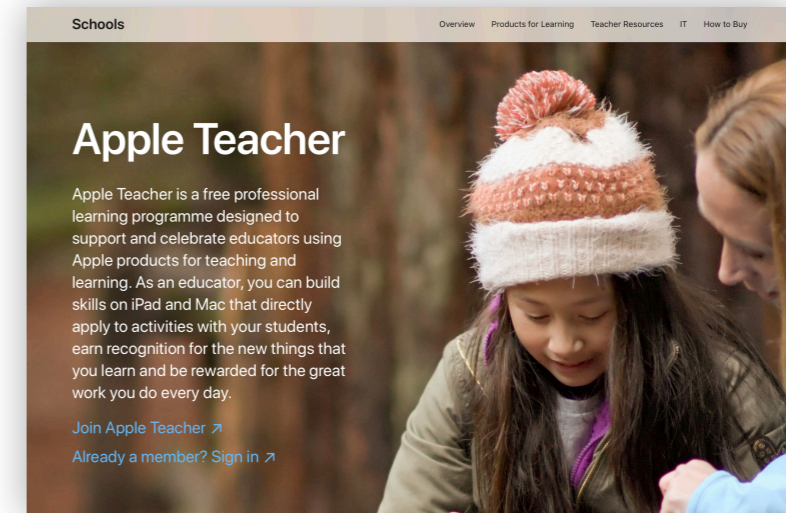 Schools
Overview
Products for Learning
Teacher Resources
IT
How to Buy
Apple Teacher
Apple Teacher is a free professional
learning programme designed to
support and celebrate educators using
Apple products for teaching and
learning. As an educator, you can build
skills on iPad and Mac that directly
apply to activities with your students,
earn recognition for the new things that
you learn and be rewarded for the great
work you do every day.
Join Apple Teacher ↗
Already a member? Sign in ↗